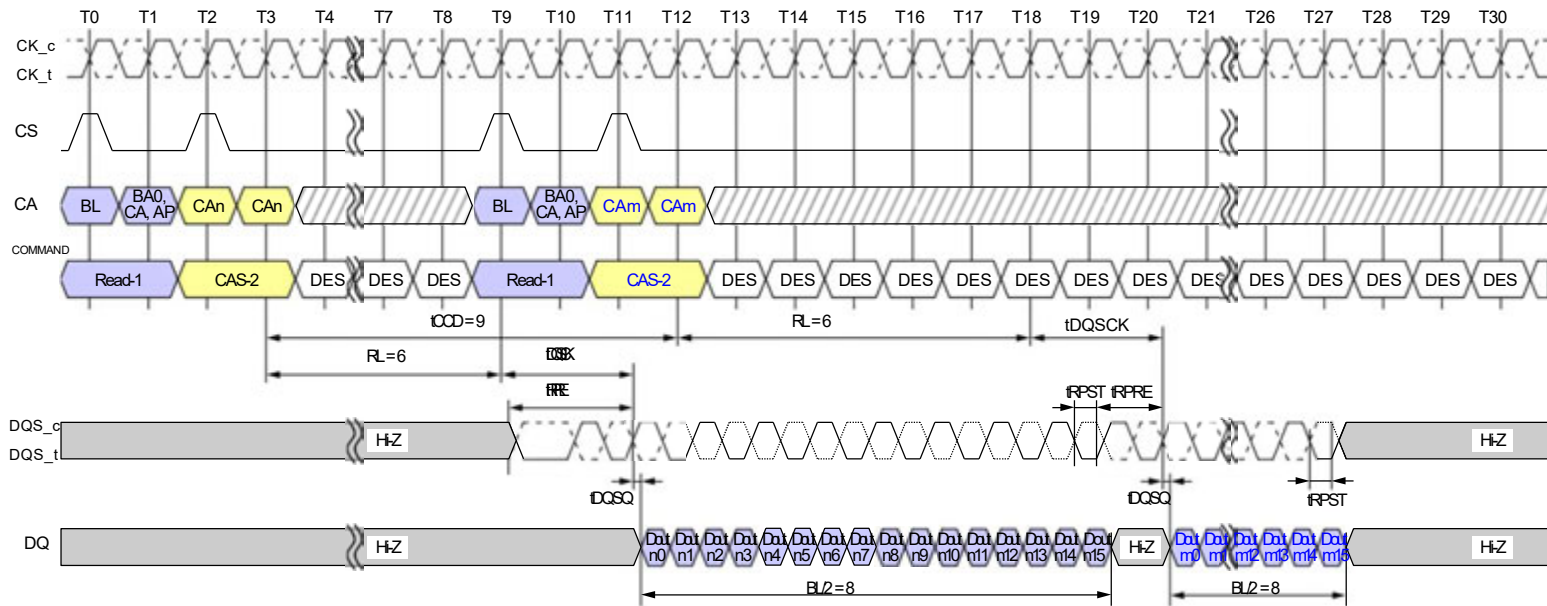 T0 T1 T2 T3 T4 T7 T8 T9 T10 T11 T12 T13 T14 T15 T16 T17 T18 T19 T20 T21 T26 T27 T28 T29 T30
CK_c
CK_t
CS
CA
BL BA0, CA, AP CAn CAn BL BA0, CA, AP CAm CAm
COMMAND
Read-1 CAS-2 DES DES DES Read-1 CAS-2 DES DES DES DES DES DES DES DES DES DES DES DES DES DES
tCCD = 9 RL = 6 tDQSCK
RL = 6 tDQSCK
tRPRE tRPST tRPRE
DQS_c
DQS_t
Hi-Z Hi-Z
tDQSQ tDQSQ tRPST
DQ
Hi-Z Dout n0 Dout n1 Dout n2 Dout n3 Dout n4 Dout n5 Dout n6 Dout n7 Dout n8 Dout n9 Dout n10 Dout n11 Dout n12 Dout n13 Dout n14 Dout n15 Hi-Z Dout m0 Dout m1 Dout m12 Dout m13 Dout m14 Dout m15 Hi-Z
BL/2 = 8 BL/2 = 8